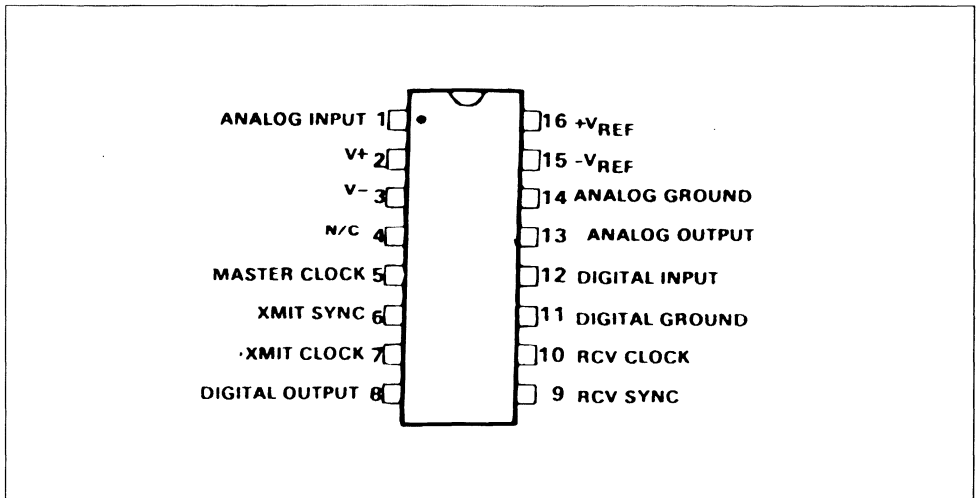 ANALOG INPUT 1
V+ 2
V- 3
N/C 4
MASTER CLOCK 5
XMIT SYNC 6
XMIT CLOCK 7
DIGITAL OUTPUT 8
16 +VREF
15 -VREF
14 ANALOG GROUND
13 ANALOG OUTPUT
12 DIGITAL INPUT
11 DIGITAL GROUND
10 RCV CLOCK
9 RCV SYNC